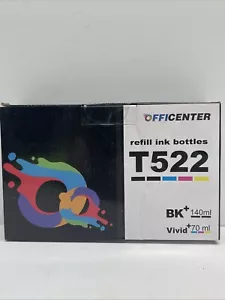 OFFICENTER
refill ink bottles
T522
BK+ 140ml
Vivid+ 70 ml